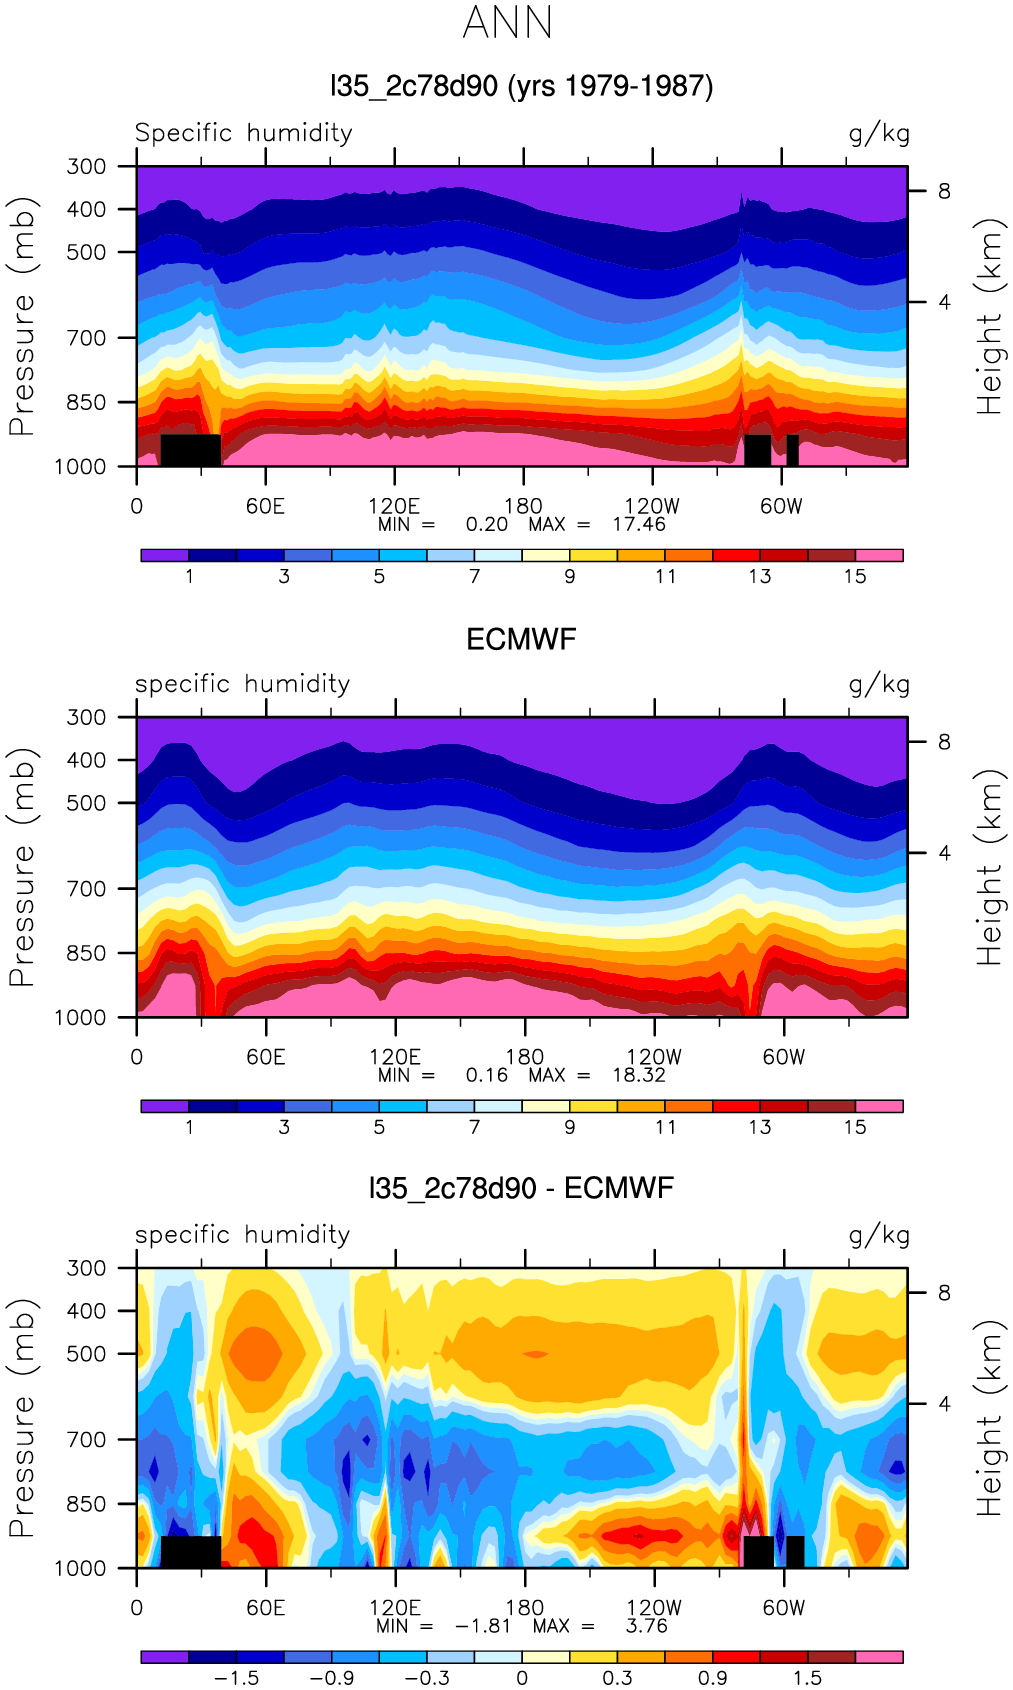 ANN
l35_2c78d90 (yrs 1979-1987)
Specific humidity g/kg
300
400
500
700
850
1000
Pressure (mb)
8
4
Height (km)
0 60E 120E 180 120W 60W
MIN = 0.20 MAX = 17.46
1 3 5 7 9 11 13 15
ECMWF
specific humidity g/kg
300
400
500
700
850
1000
Pressure (mb)
8
4
Height (km)
0 60E 120E 180 120W 60W
MIN = 0.16 MAX = 18.32
1 3 5 7 9 11 13 15
l35_2c78d90 - ECMWF
specific humidity g/kg
300
400
500
700
850
1000
Pressure (mb)
8
4
Height (km)
0 60E 120E 180 120W 60W
MIN = -1.81 MAX = 3.76
-1.5 -0.9 -0.3 0 0.3 0.9 1.5